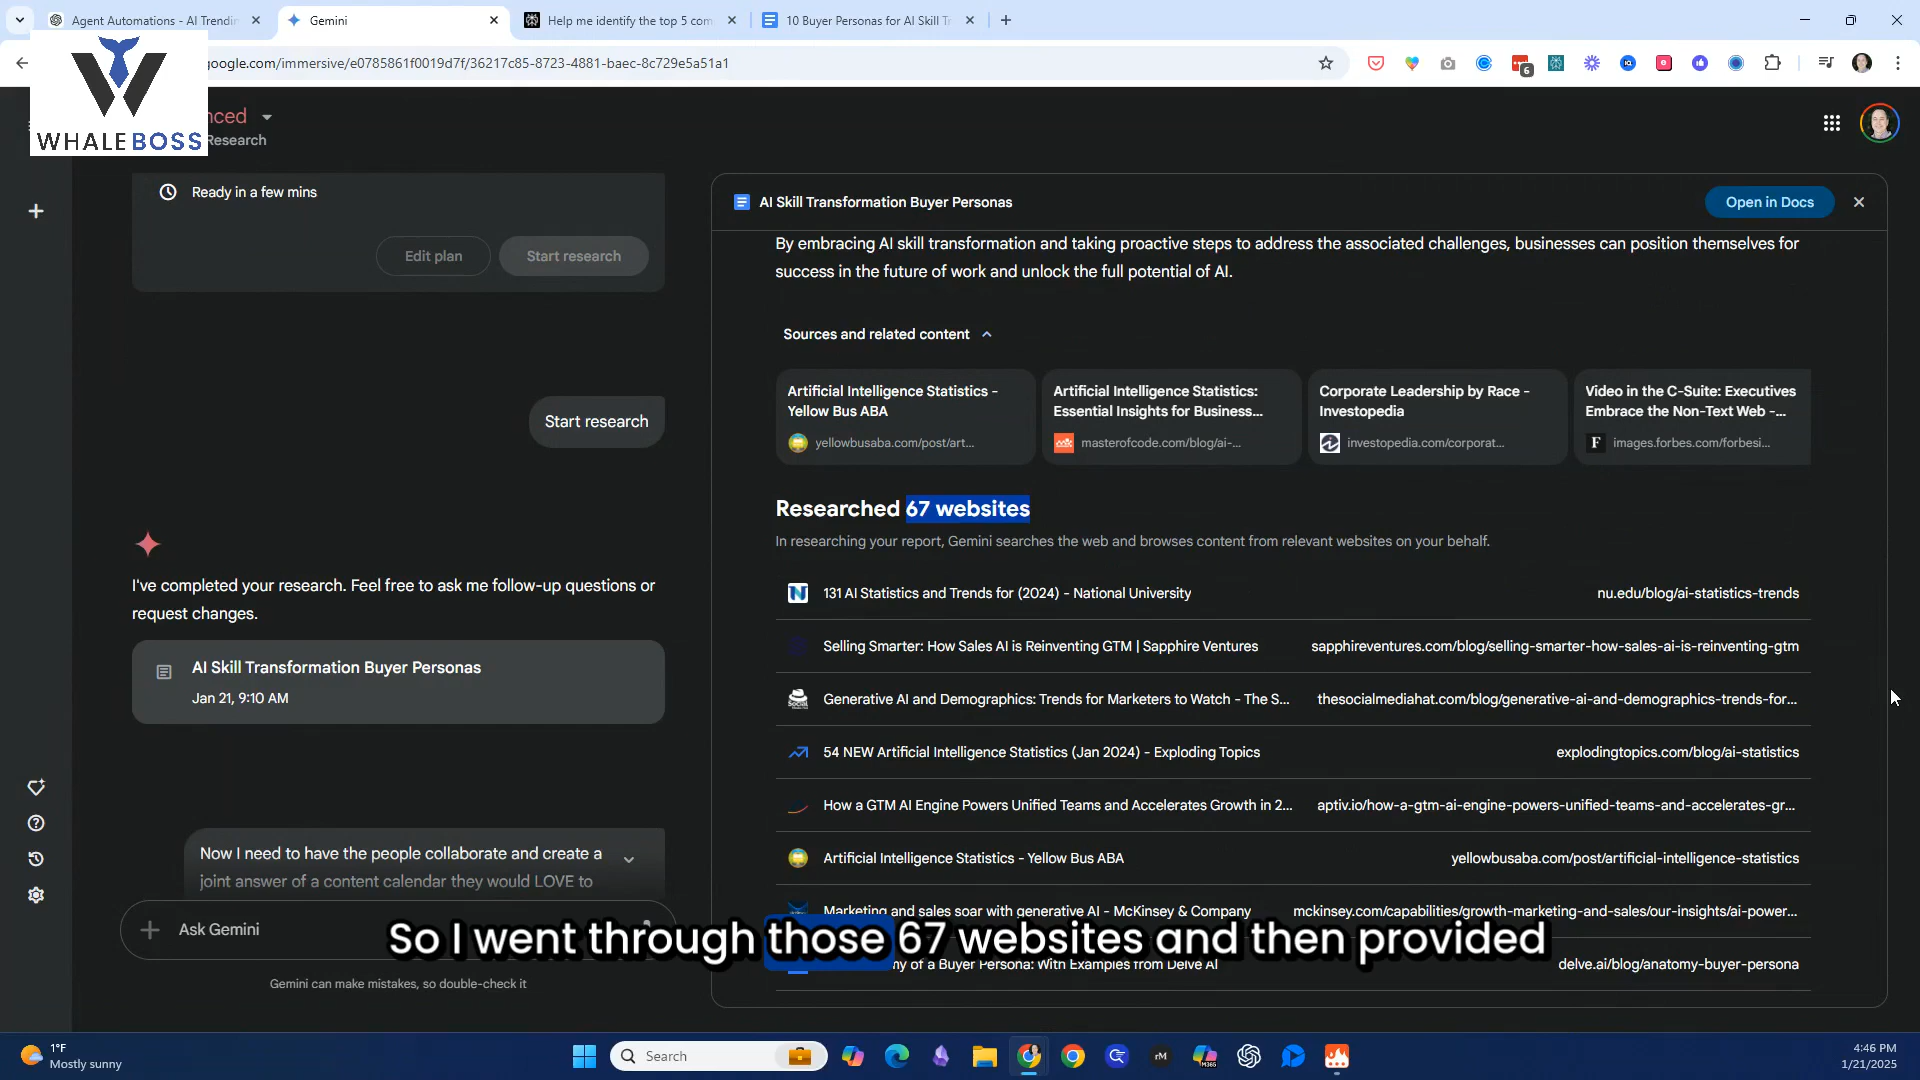 Agent Automations - AI Trendin
Gemini
Help me identify the top 5 com
10 Buyer Personas for AI Skill T
google.com/immersive/e0785861f0019d7f/36217c85-8723-4881-baec-8c729e5a51a1
6
WHALEBOSS
nced
Research
Ready in a few mins
Edit plan
Start research
Start research
I've completed your research. Feel free to ask me follow-up questions or
request changes.
AI Skill Transformation Buyer Personas
Jan 21, 9:10 AM
Now I need to have the people collaborate and create a
joint answer of a content calendar they would LOVE to
Ask Gemini
Gemini can make mistakes, so double-check it
AI Skill Transformation Buyer Personas
Open in Docs
By embracing AI skill transformation and taking proactive steps to address the associated challenges, businesses can position themselves for
success in the future of work and unlock the full potential of AI.
Sources and related content
Artificial Intelligence Statistics -
Yellow Bus ABA
yellowbusaba.com/post/art...
Artificial Intelligence Statistics:
Essential Insights for Business...
masterofcode.com/blog/ai-...
Corporate Leadership by Race -
Investopedia
investopedia.com/corporat...
Video in the C-Suite: Executives
Embrace the Non-Text Web -...
images.forbes.com/forbesi...
Researched 67 websites
In researching your report, Gemini searches the web and browses content from relevant websites on your behalf.
131 AI Statistics and Trends for (2024) - National University
nu.edu/blog/ai-statistics-trends
Selling Smarter: How Sales AI is Reinventing GTM | Sapphire Ventures
sapphireventures.com/blog/selling-smarter-how-sales-ai-is-reinventing-gtm
Generative AI and Demographics: Trends for Marketers to Watch - The S...
thesocialmediahat.com/blog/generative-ai-and-demographics-trends-for...
54 NEW Artificial Intelligence Statistics (Jan 2024) - Exploding Topics
explodingtopics.com/blog/ai-statistics
How a GTM AI Engine Powers Unified Teams and Accelerates Growth in 2...
aptiv.io/how-a-gtm-ai-engine-powers-unified-teams-and-accelerates-gr...
Artificial Intelligence Statistics - Yellow Bus ABA
yellowbusaba.com/post/artificial-intelligence-statistics
Marketing and sales soar with generative AI - McKinsey & Company
mckinsey.com/capabilities/growth-marketing-and-sales/our-insights/ai-power...
So I went through those 67 websites and then provided
my of a Buyer Persona: With Examples from Delve AI
delve.ai/blog/anatomy-buyer-persona
1°F
Mostly sunny
Search
rM
M365
4:46 PM
1/21/2025